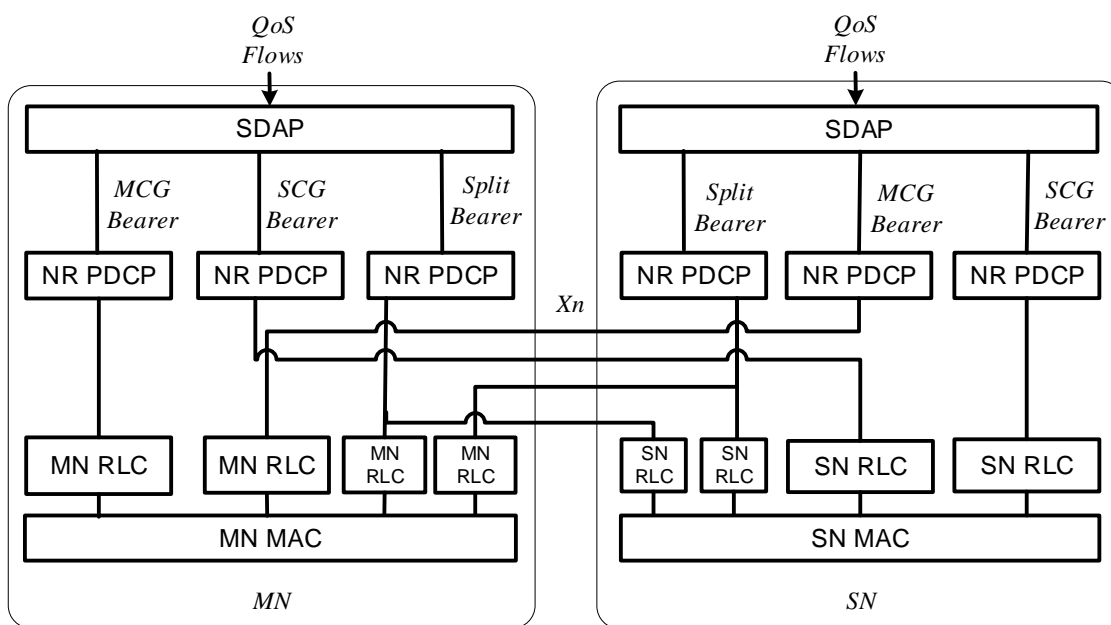 QoS
Flows
QoS
Flows
SDAP
SDAP
MCG
Bearer
SCG
Bearer
Split
Bearer
Split
Bearer
MCG
Bearer
SCG
Bearer
NR PDCP
NR PDCP
NR PDCP
NR PDCP
NR PDCP
NR PDCP
Xn
MN RLC
MN RLC
MN
RLC
MN
RLC
SN
RLC
SN
RLC
SN RLC
SN RLC
MN MAC
SN MAC
MN
SN